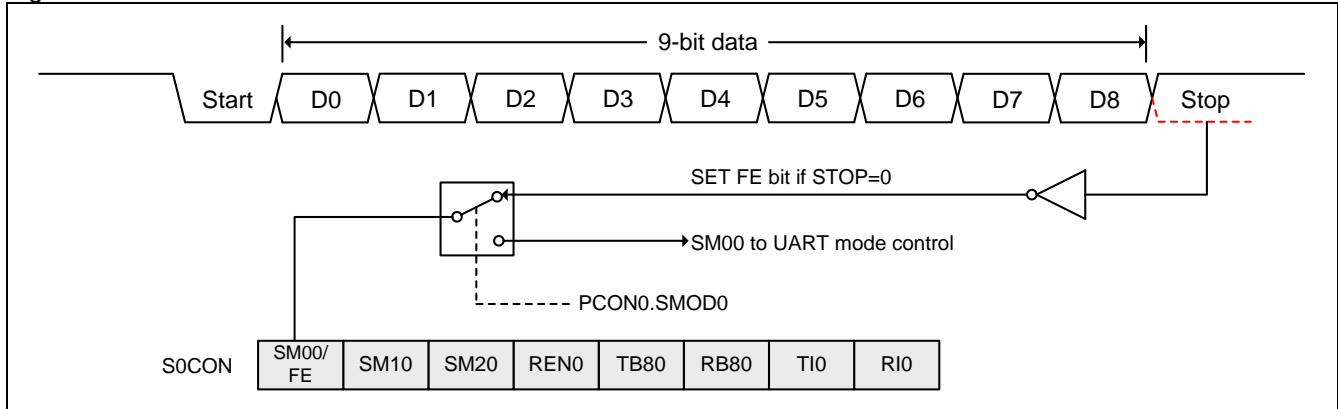 9-bit data
Start D0 D1 D2 D3 D4 D5 D6 D7 D8 Stop
SET FE bit if STOP=0
SM00 to UART mode control
PCON0.SMOD0
S0CON SM00/ FE SM10 SM20 REN0 TB80 RB80 TI0 RI0